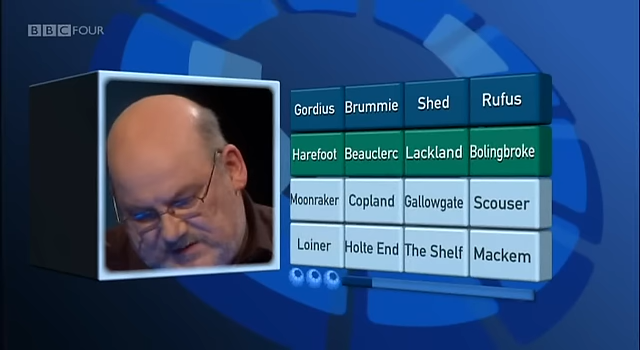 BBC FOUR
Gordius Brummie Shed Rufus
Harefoot Beauclerc Lackland Bolingbroke
Moonraker Copland Gallowgate Scouser
Loiner Holte End The Shelf Mackem